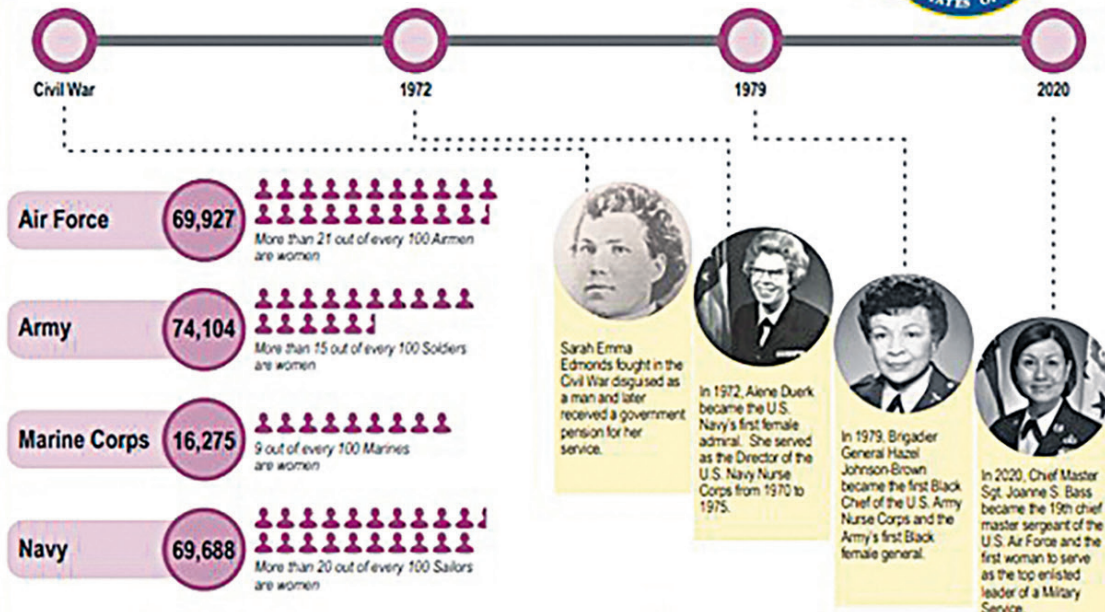 Civil War
1972
1979
2020
Air Force
69,927
More than 21 out of every 100 Airmen
are women
Army
74,104
More than 15 out of every 100 Soldiers
are women
Marine Corps
16,275
9 out of every 100 Marines
are women
Navy
69,688
More than 20 out of every 100 Sailors
are women
Sarah Emma
Edmonds fought in the
Civil War disguised as
a man and later
received a government
pension for her
service.
In 1972, Alene Duerk
became the U.S.
Navy's first female
admiral. She served
as the Director of the
U.S. Navy Nurse
Corps from 1970 to
1975.
In 1979, Brigadier
General Hazel
Johnson-Brown
became the first Black
Chief of the U.S. Army
Nurse Corps and the
Army's first Black
female general.
In 2020, Chief Master
Sgt. Joanne S. Bass
became the 19th chief
master sergeant of the
U.S. Air Force and the
first woman to serve
as the top enlisted
leader of a Military
Service